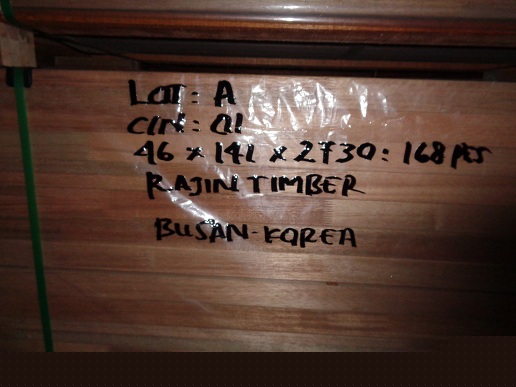 LOT: A
C/N: 01
46 x 141 x 2730: 168 PCS
RAJIN TIMBER
BUSAN-KOREA